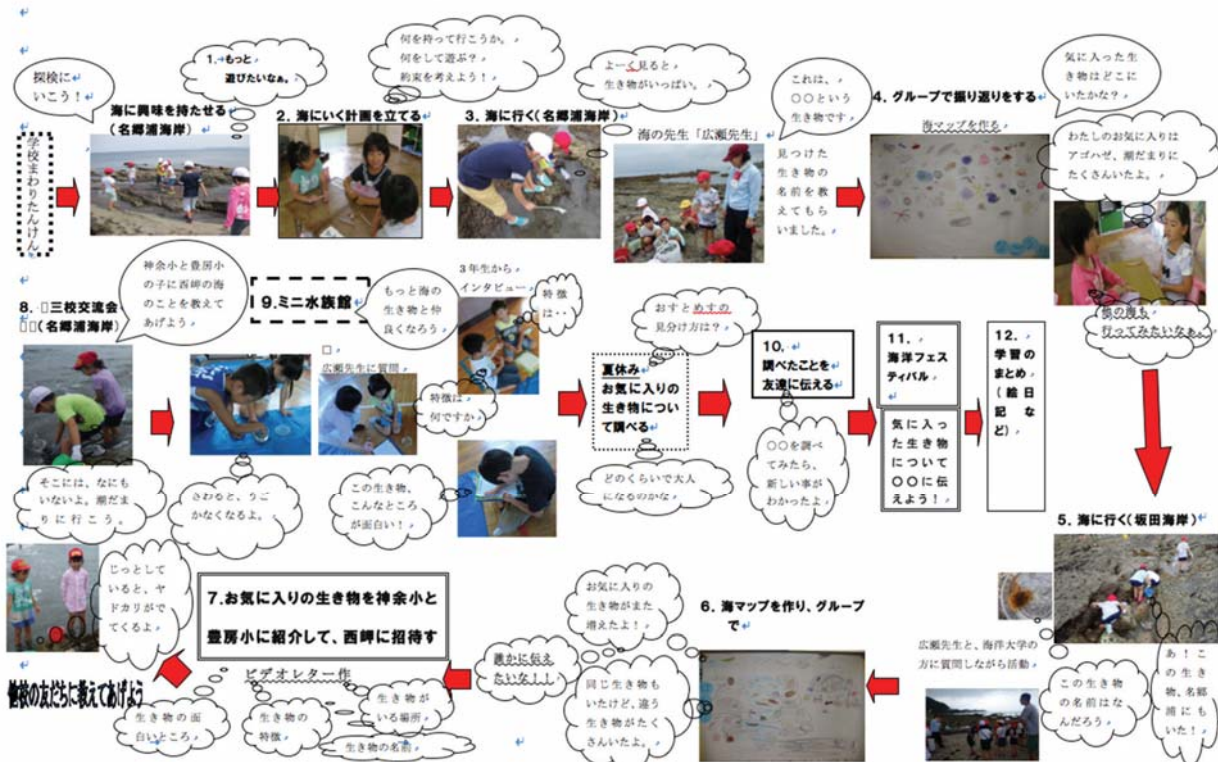 探検に
いこう！
学校まわりたんけん
1.もっと
遊びたいなぁ。
海に興味を持たせる
(名郷浦海岸)
何を持って行こうか。
何をして遊ぶ？
約束を考えよう！
2. 海にいく計画を立てる
よーく見ると
生き物がいっぱい。
3. 海に行く(名郷浦海岸)
海の先生「広瀬先生」
これは、
○○という
生き物です
見つけた
生き物の
名前を教
えてもら
いました。
4. グループで振り返りをする
海マップを作る
気に入った生
き物はどこに
いたかな？
わたしのお気に入りは
アゴハゼ、潮だまりに
たくさんいたよ。
他の海も
行ってみたいなぁ。
5. 海に行く(坂田海岸)
あ！こ
の生き
物、名郷
浦にも
いた！
この生き物
の名前はな
んだろう
広瀬先生と、海洋大学の
方に質問しながら活動
6. 海マップを作り、グループ
で
お気に入りの
生き物がまた
増えたよ！
同じ生き物も
いたけど、違う
生き物がたく
さんいたよ。
誰かに伝え
たいな！！
7.お気に入りの生き物を神余小と
豊房小に紹介して、西岬に招待す
ビデオレター作
生き物の面
白いところ
生き物の
特徴
生き物が
いる場所
生き物の名前
他校の友だちに教えてあげよう
じっとして
いると、ヤ
ドカリがで
てくるよ
8. 三校交流会
(名郷浦海岸)
神余小と豊房小
の子に西岬の海
のことを教えて
あげよう
そこには、なにも
いないよ。潮だま
りに行こう。
さわると、うご
かなくなるよ。
9.ミニ水族館
もっと海の
生き物と仲
良くなろう
広瀬先生に質問
3年生から
インタビュー
特徴
は‥
特徴は
何ですか
この生き物、
こんなところ
が面白い！
夏休み
お気に入りの
生き物につい
て調べる
おすとめすの
見分け方は？
どのくらいで大人
になるのかな
10.
調べたことを
友達に伝える
○○を調べ
てみたら、
新しい事が
わかったよ
11.
海洋フェス
ティバル
気に入っ
た生き物
について
○○に伝
えよう！
12.
学習の
まとめ
(絵日
記な
ど)